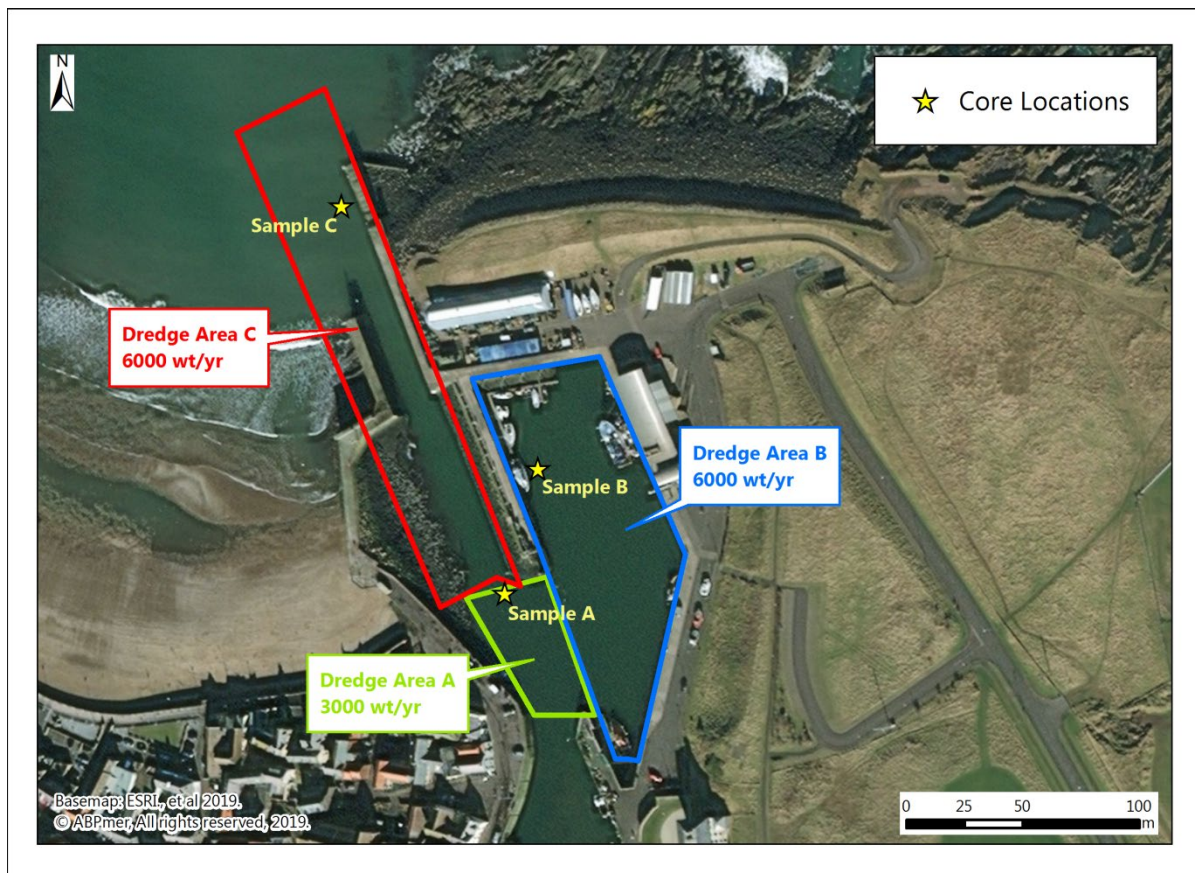 N
Core Locations
Sample C
Dredge Area C
6000 wt/yr
Dredge Area B
6000 wt/yr
Sample B
Sample A
Dredge Area A
3000 wt/yr
Basemap: ESRI, et al 2019.
© ABPmer, All rights reserved, 2019.
0 25 50 100
m